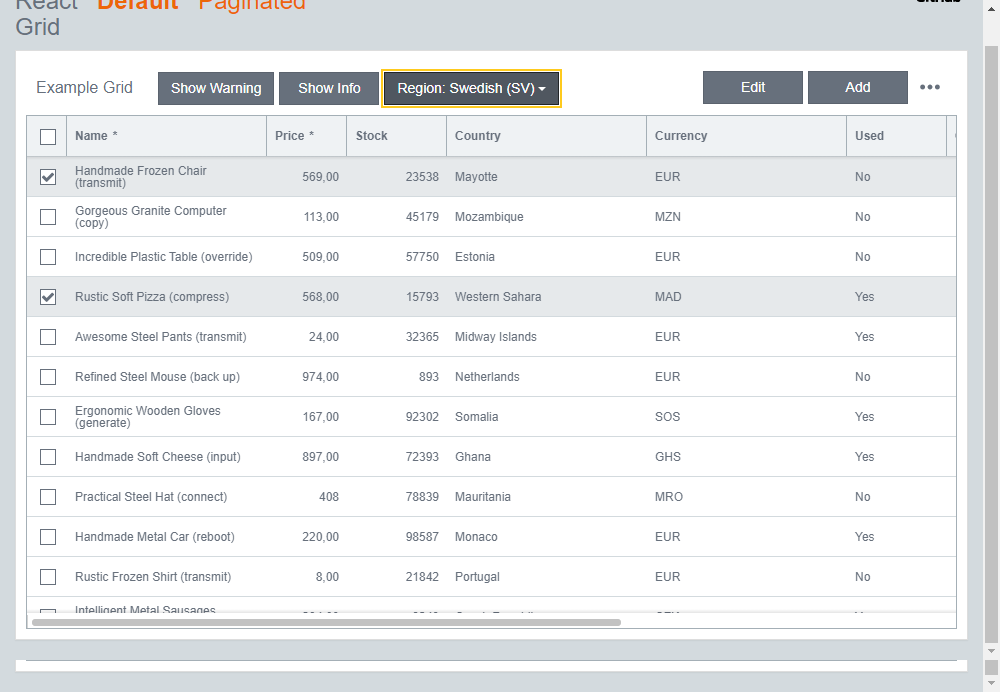 React Default Paginated
Grid
GitHub
Example Grid Show Warning Show Info Region: Swedish (SV) Edit Add •••
Name * Price * Stock Country Currency Used
Handmade Frozen Chair
(transmit) 569,00 23538 Mayotte EUR No
Gorgeous Granite Computer
(copy) 113,00 45179 Mozambique MZN No
Incredible Plastic Table (override) 509,00 57750 Estonia EUR No
Rustic Soft Pizza (compress) 568,00 15793 Western Sahara MAD Yes
Awesome Steel Pants (transmit) 24,00 32365 Midway Islands EUR Yes
Refined Steel Mouse (back up) 974,00 893 Netherlands EUR No
Ergonomic Wooden Gloves
(generate) 167,00 92302 Somalia SOS Yes
Handmade Soft Cheese (input) 897,00 72393 Ghana GHS Yes
Practical Steel Hat (connect) 408 78839 Mauritania MRO No
Handmade Metal Car (reboot) 220,00 98587 Monaco EUR Yes
Rustic Frozen Shirt (transmit) 8,00 21842 Portugal EUR No
Intelligent Metal Sausages